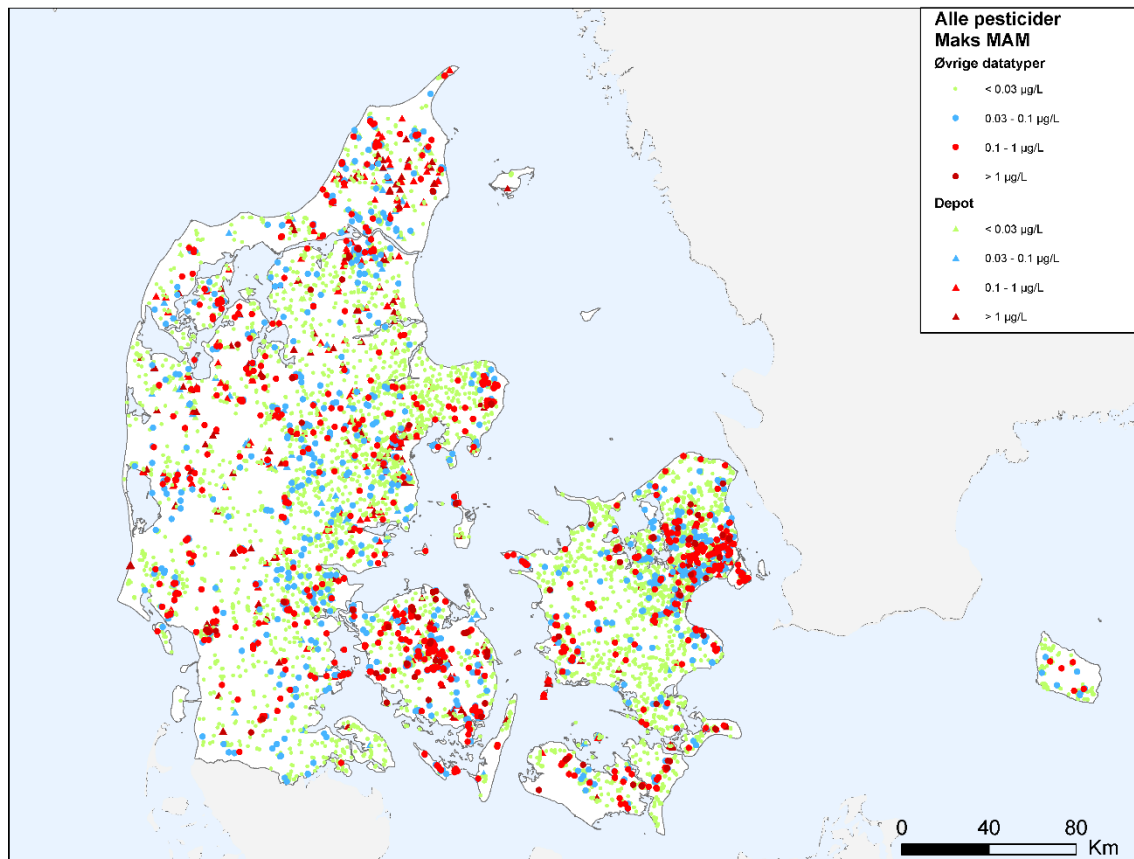 Alle pesticider
Maks MAM
Øvrige datatyper
< 0.03 µg/L
0.03 - 0.1 µg/L
0.1 - 1 µg/L
> 1 µg/L
Depot
< 0.03 µg/L
0.03 - 0.1 µg/L
0.1 - 1 µg/L
> 1 µg/L
0 40 80
Km